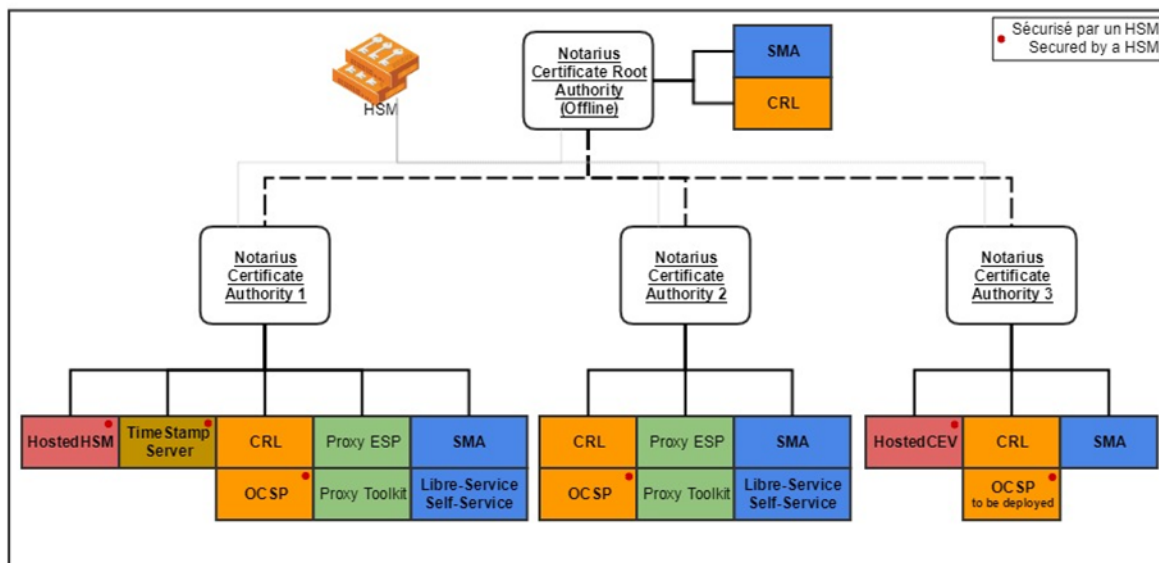 Sécurisé par un HSM
Secured by a HSM
Notarius
Certificate Root
Authority
(Offline)
SMA
CRL
HSM
Notarius
Certificate
Authority 1
Notarius
Certificate
Authority 2
Notarius
Certificate
Authority 3
HostedHSM
TimeStamp
Server
CRL
Proxy ESP
SMA
OCSP
Proxy Toolkit
Libre-Service
Self-Service
CRL
Proxy ESP
SMA
OCSP
Proxy Toolkit
Libre-Service
Self-Service
HostedCEV
CRL
SMA
OCSP
to be deployed